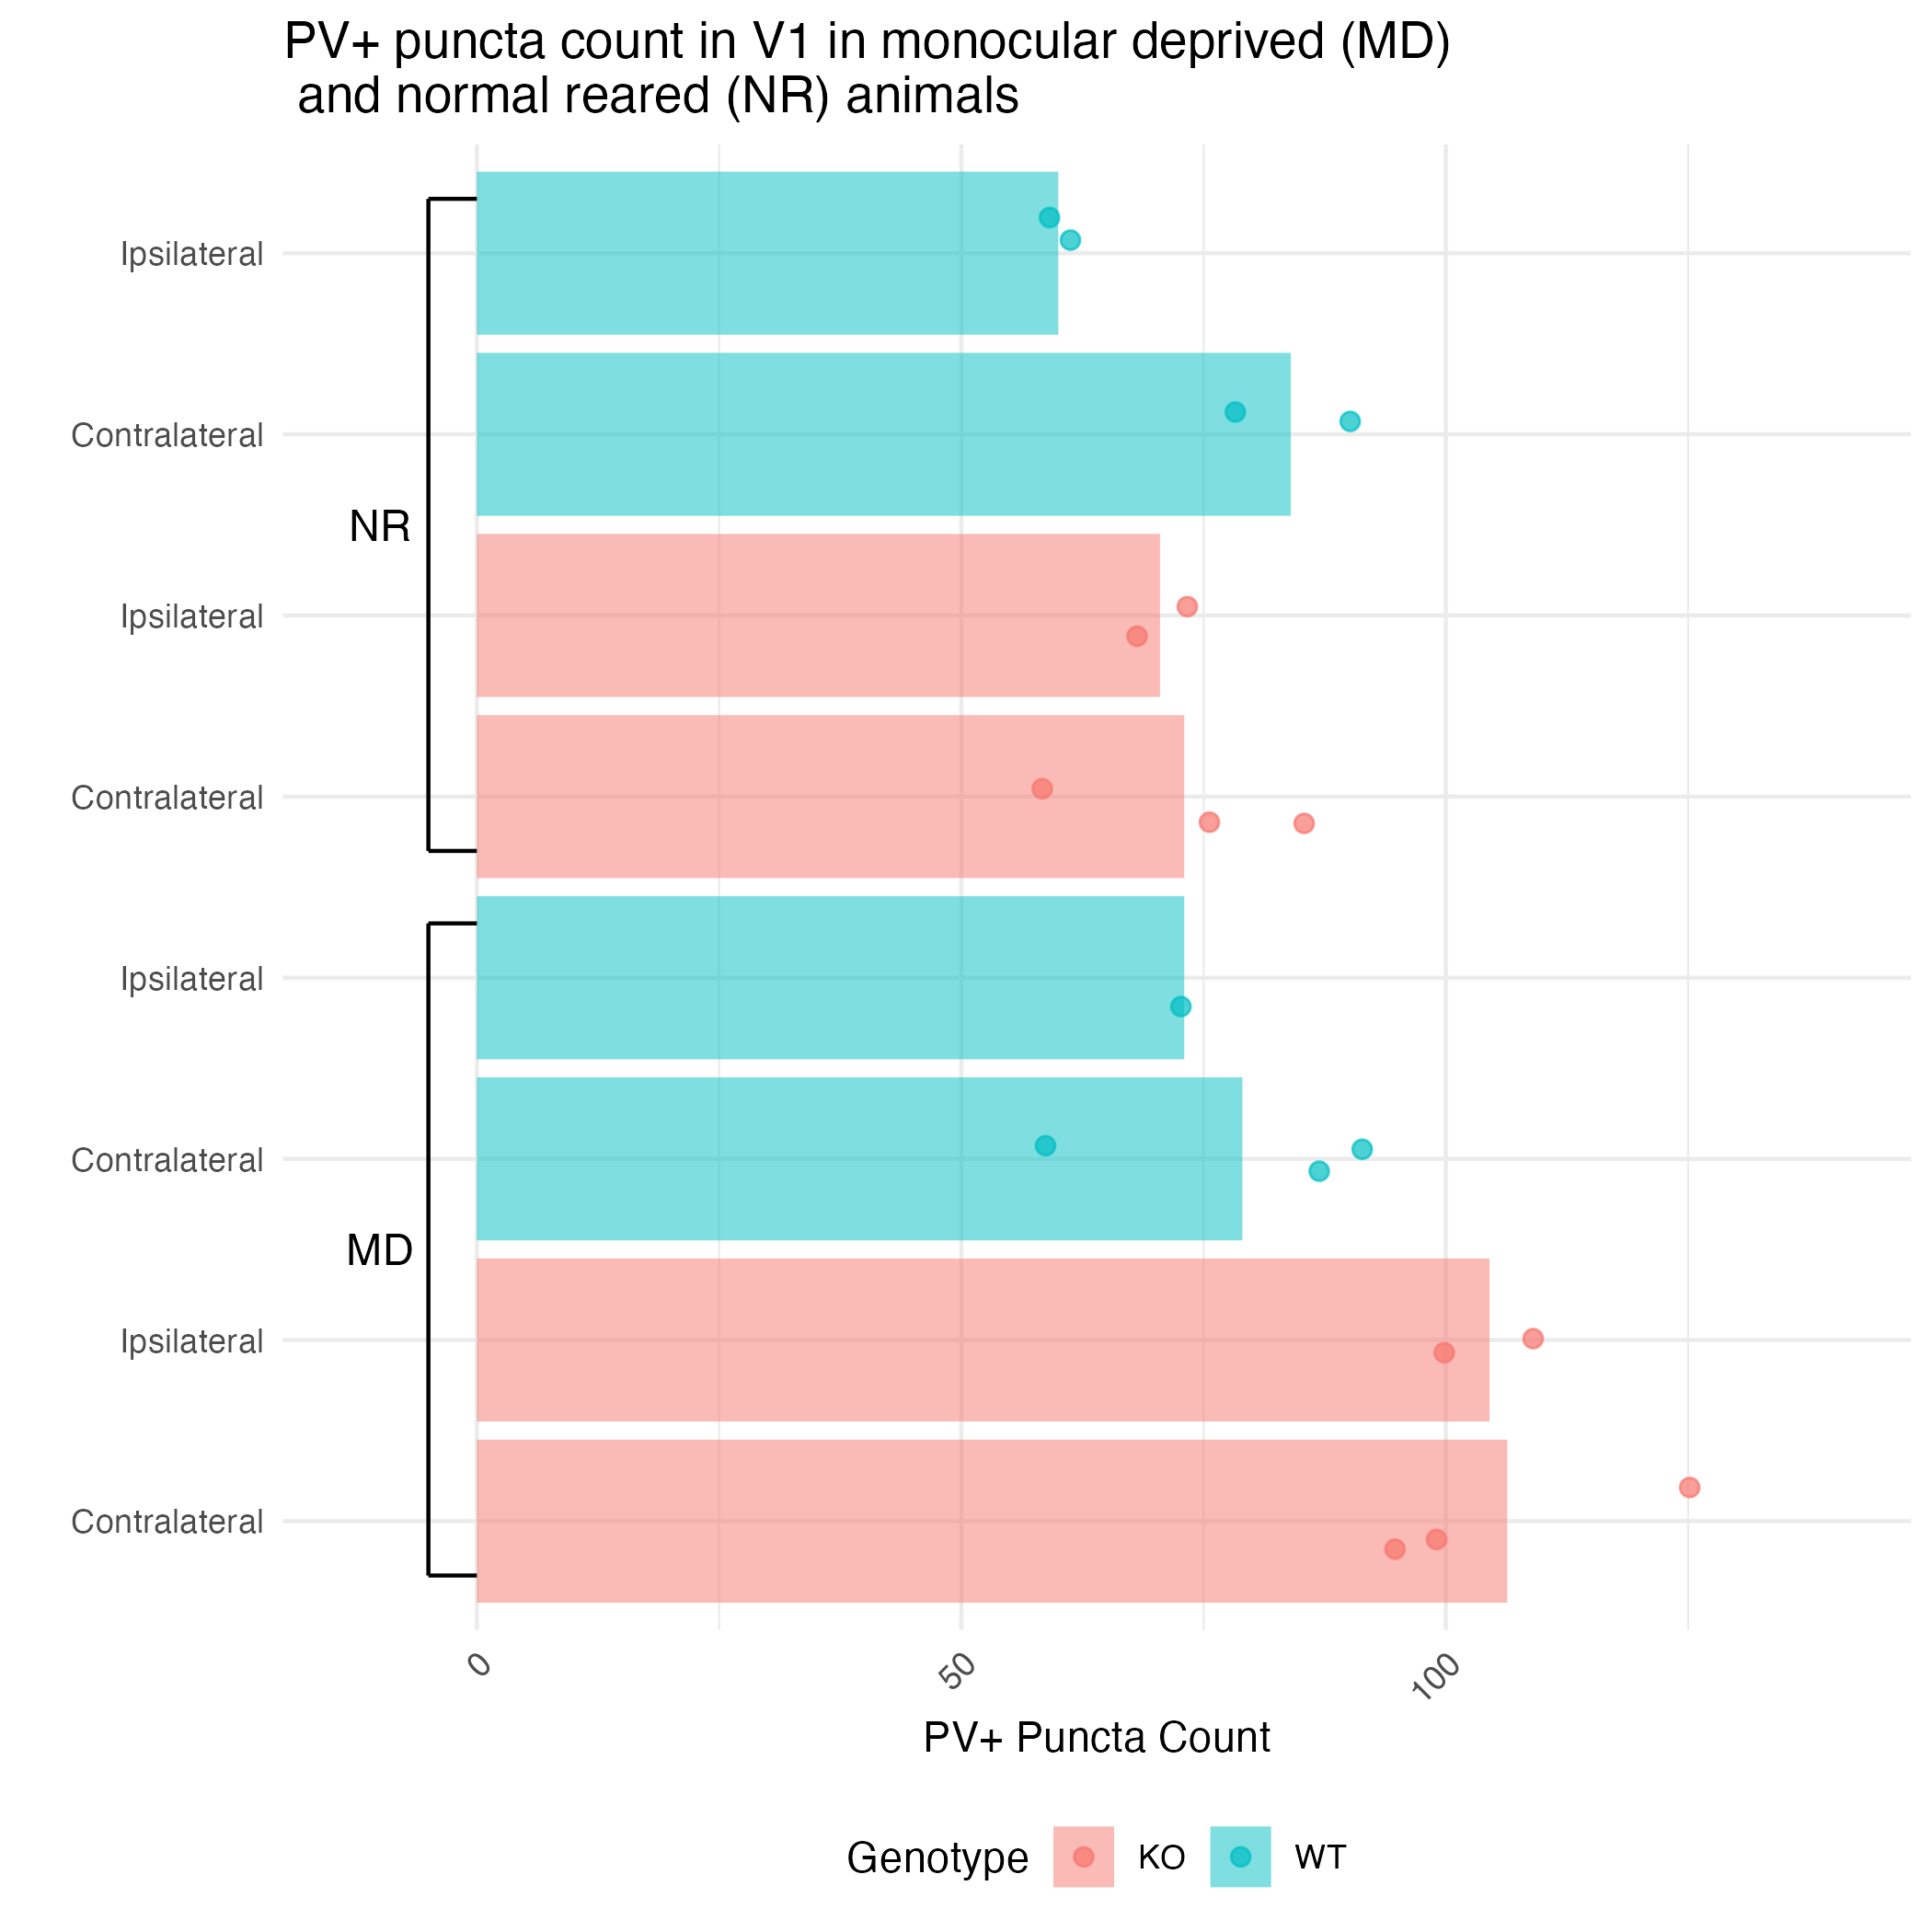 PV+ puncta count in V1 in monocular deprived (MD)
and normal reared (NR) animals
Ipsilateral
Contralateral
NR
Ipsilateral
Contralateral
Ipsilateral
Contralateral
MD
Ipsilateral
Contralateral
0 50 100
PV+ Puncta Count
Genotype KO WT